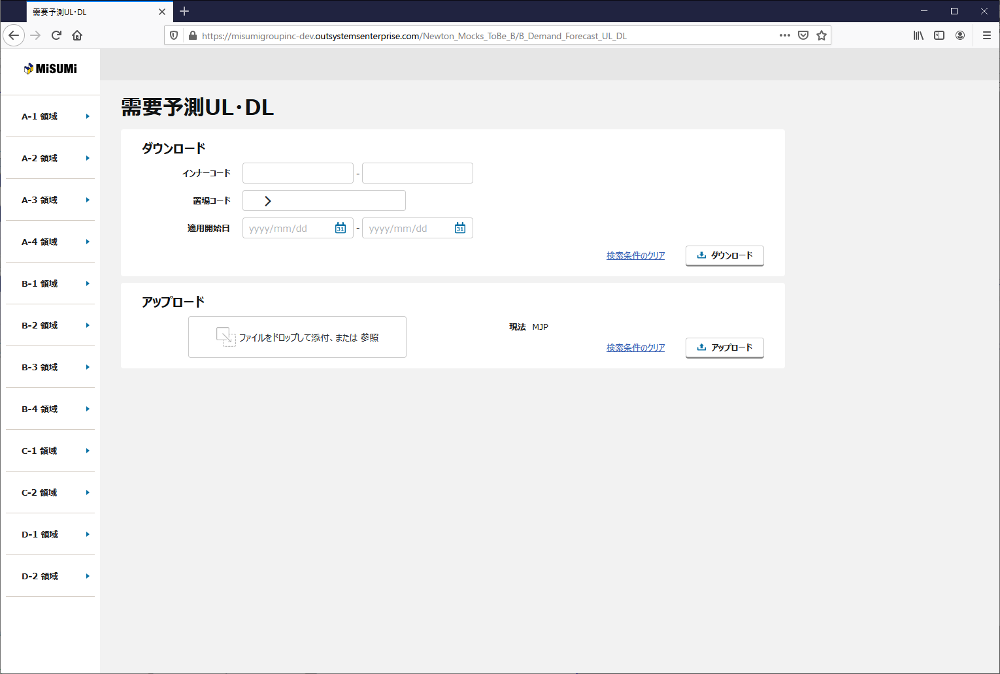 需要予測UL・DL
https://misumigroupinc-dev.outsystemsenterprise.com/Newton_Mocks_ToBe_B/B_Demand_Forecast_UL_DL
MiSUMi
A-1 領域
A-2 領域
A-3 領域
A-4 領域
B-1 領域
B-2 領域
B-3 領域
B-4 領域
C-1 領域
C-2 領域
D-1 領域
D-2 領域
需要予測UL・DL
ダウンロード
インナーコード -
置場コード
適用開始日 yyyy/mm/dd 31 - yyyy/mm/dd 31
検索条件のクリア ダウンロード
アップロード
ファイルをドロップして添付、または 参照
現法 MJP
検索条件のクリア アップロード